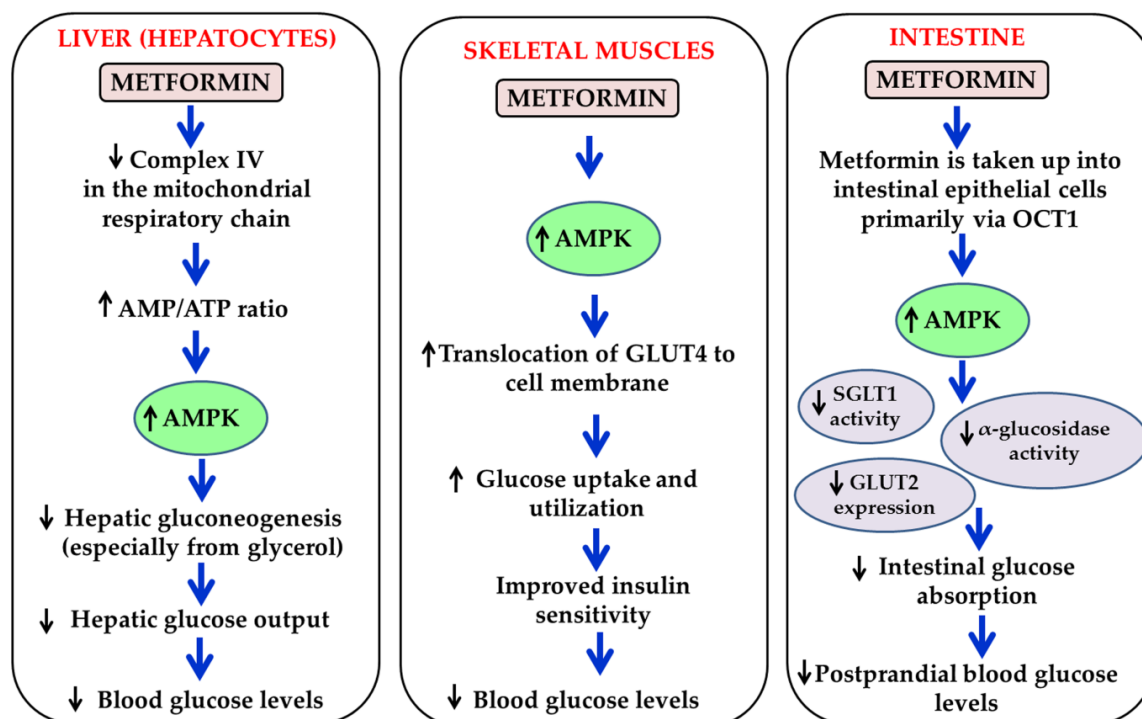 LIVER (HEPATOCYTES)
METFORMIN
↓ Complex IV
in the mitochondrial
respiratory chain
↑ AMP/ATP ratio
↑ AMPK
↓ Hepatic gluconeogenesis
(especially from glycerol)
↓ Hepatic glucose output
↓ Blood glucose levels
SKELETAL MUSCLES
METFORMIN
↑ AMPK
↑ Translocation of GLUT4 to
cell membrane
↑ Glucose uptake and
utilization
Improved insulin
sensitivity
↓ Blood glucose levels
INTESTINE
METFORMIN
Metformin is taken up into
intestinal epithelial cells
primarily via OCT1
↑ AMPK
↓ SGLT1
activity
↓ α-glucosidase
activity
↓ GLUT2
expression
↓ Intestinal glucose
absorption
↓ Postprandial blood glucose
levels